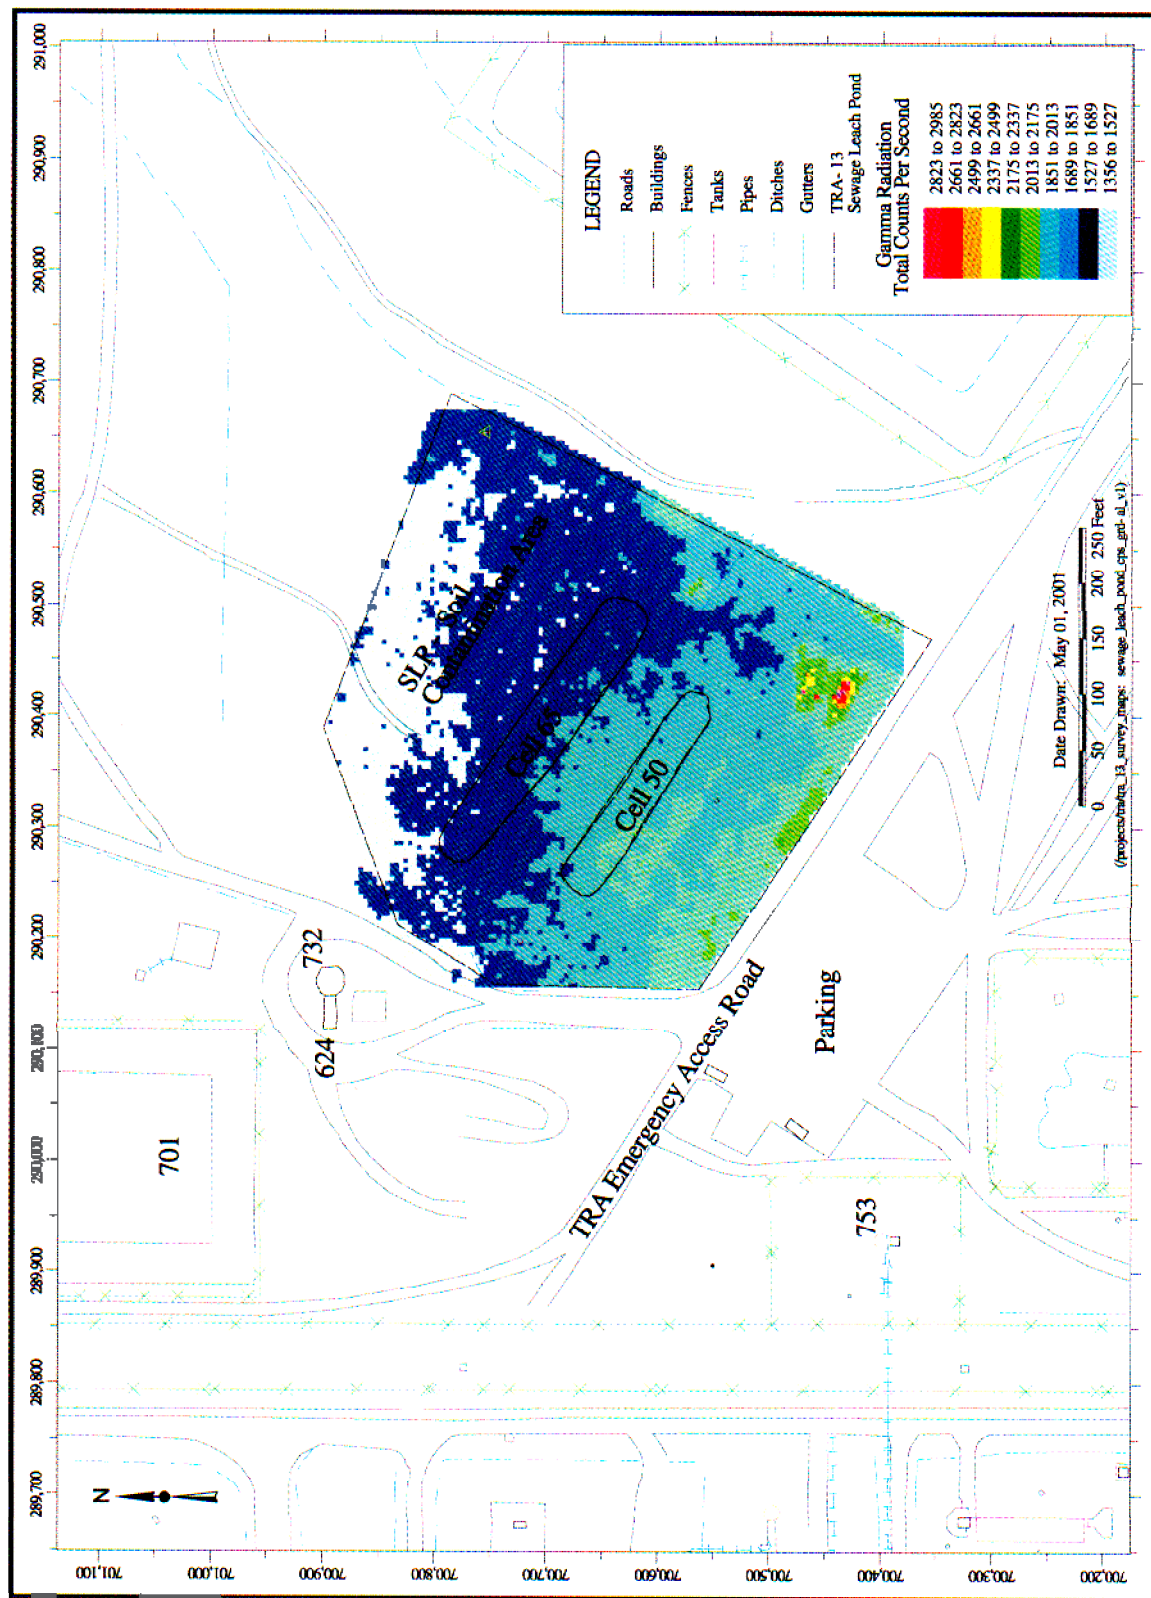 291,000
290,900
290,800
290,700
290,600
290,500
290,400
290,300
290,200
290,100
290,000
289,900
289,800
289,700
701,100
701,000
700,900
700,800
700,700
700,600
700,500
700,400
700,300
700,200
N
701
624
732
SLP - Soil
Contamination Area
Cell 65
Cell 50
TRA Emergency Access Road
Parking
753
LEGEND
Roads
Buildings
Fences
Tanks
Pipes
Ditches
Gutters
TRA-13
Sewage Leach Pond
Gamma Radiation
Total Counts Per Second
2823 to 2985
2661 to 2823
2499 to 2661
2337 to 2499
2175 to 2337
2013 to 2175
1851 to 2013
1689 to 1851
1527 to 1689
1356 to 1527
Date Drawn: May 01, 2001
0 50 100 150 200 250 Feet
(/projects/tra/tra_13_survey_maps: sewage_leach_pond_cps_grd-al_v1)